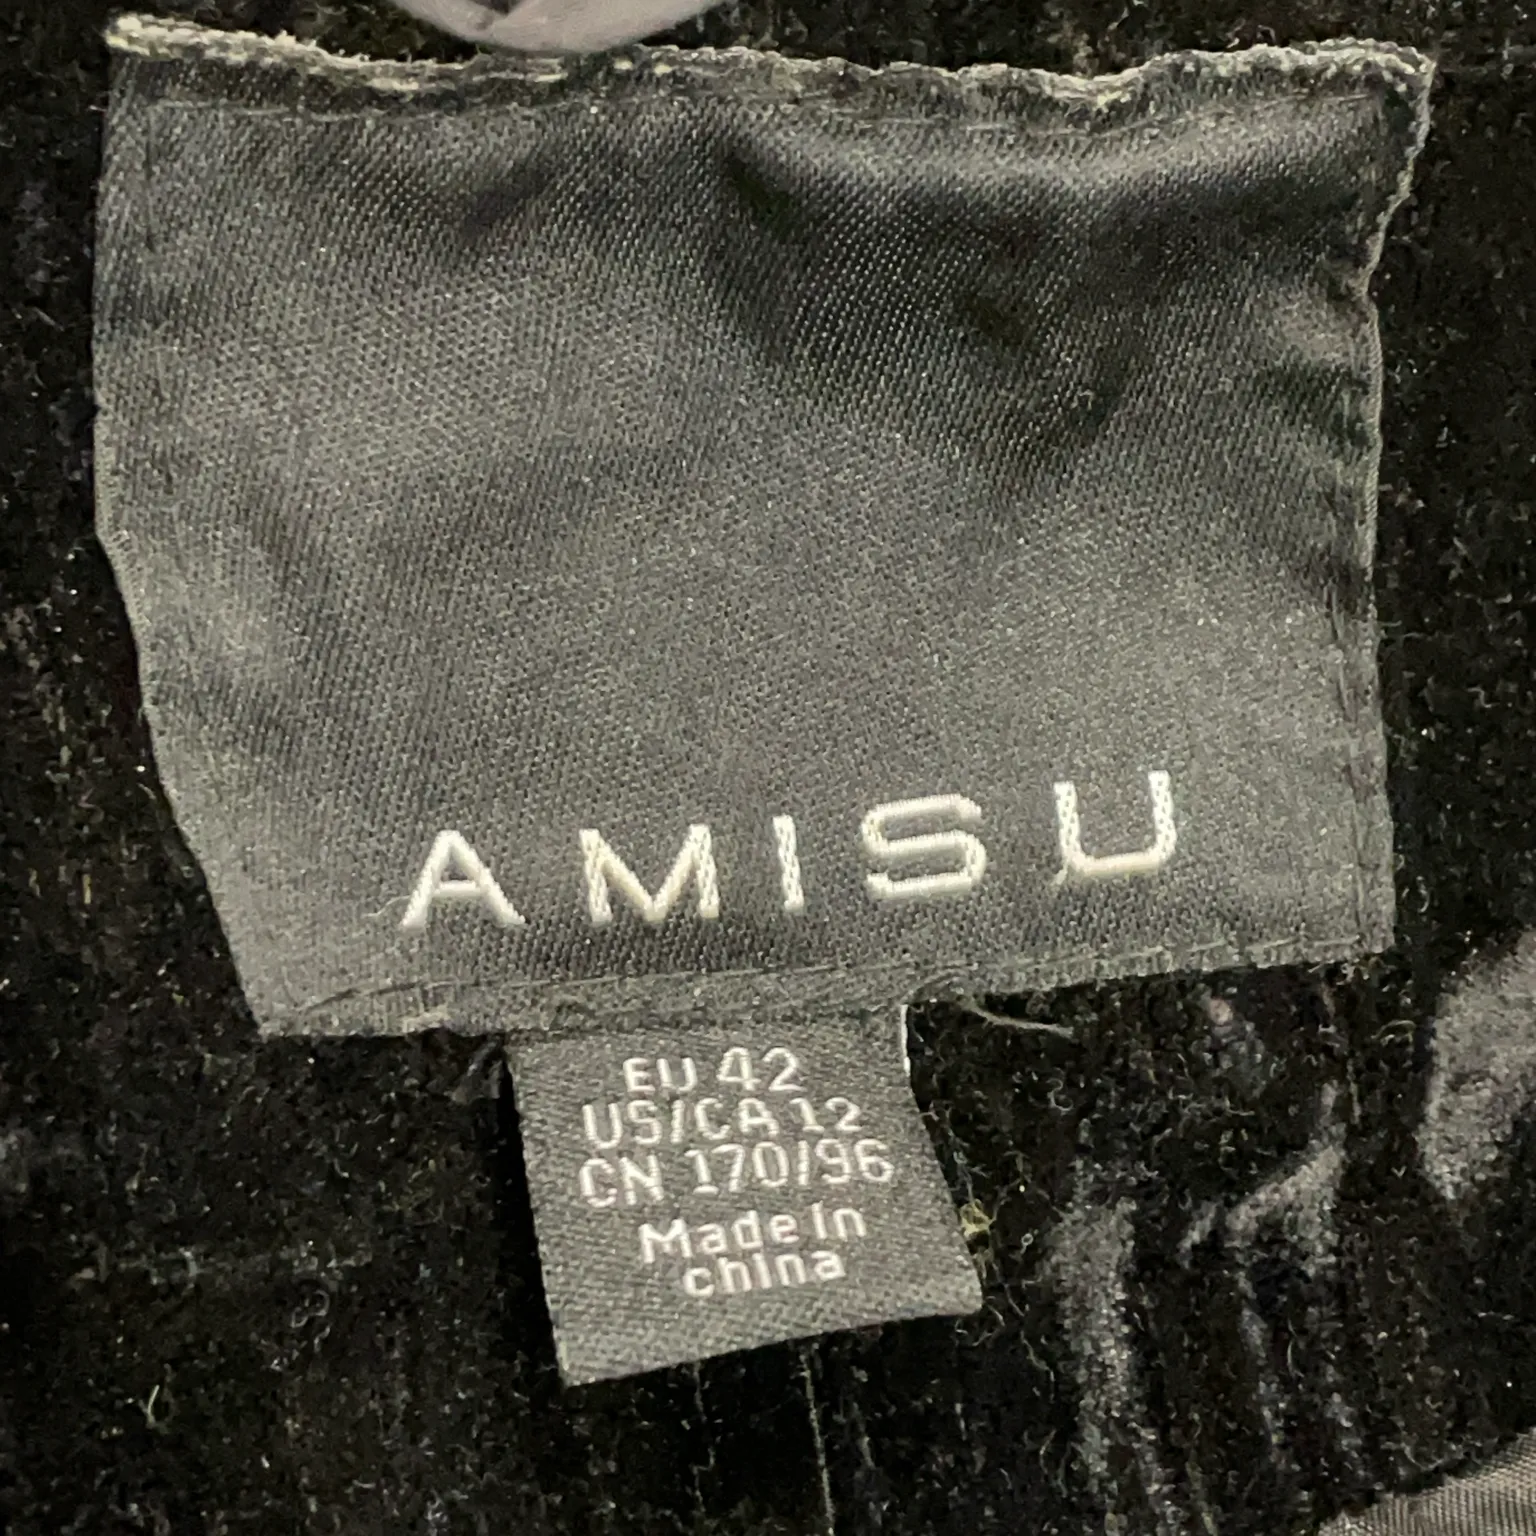 AMISU
EU 42
US/CA 12
CN 170/96
Made in
china